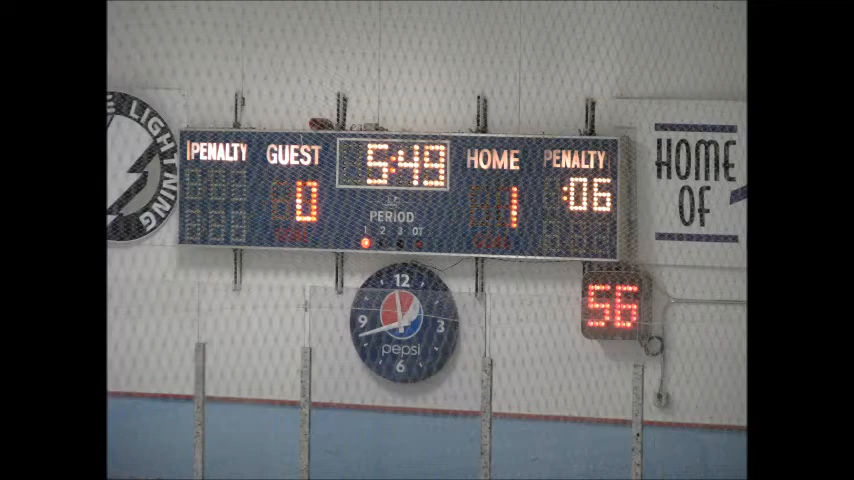 LIGHTNING
PENALTY GUEST 5:49 HOME PENALTY
0 1 :06
PERIOD
1 2 3 OT
56
12
9 3
pepsi
6
HOME
OF